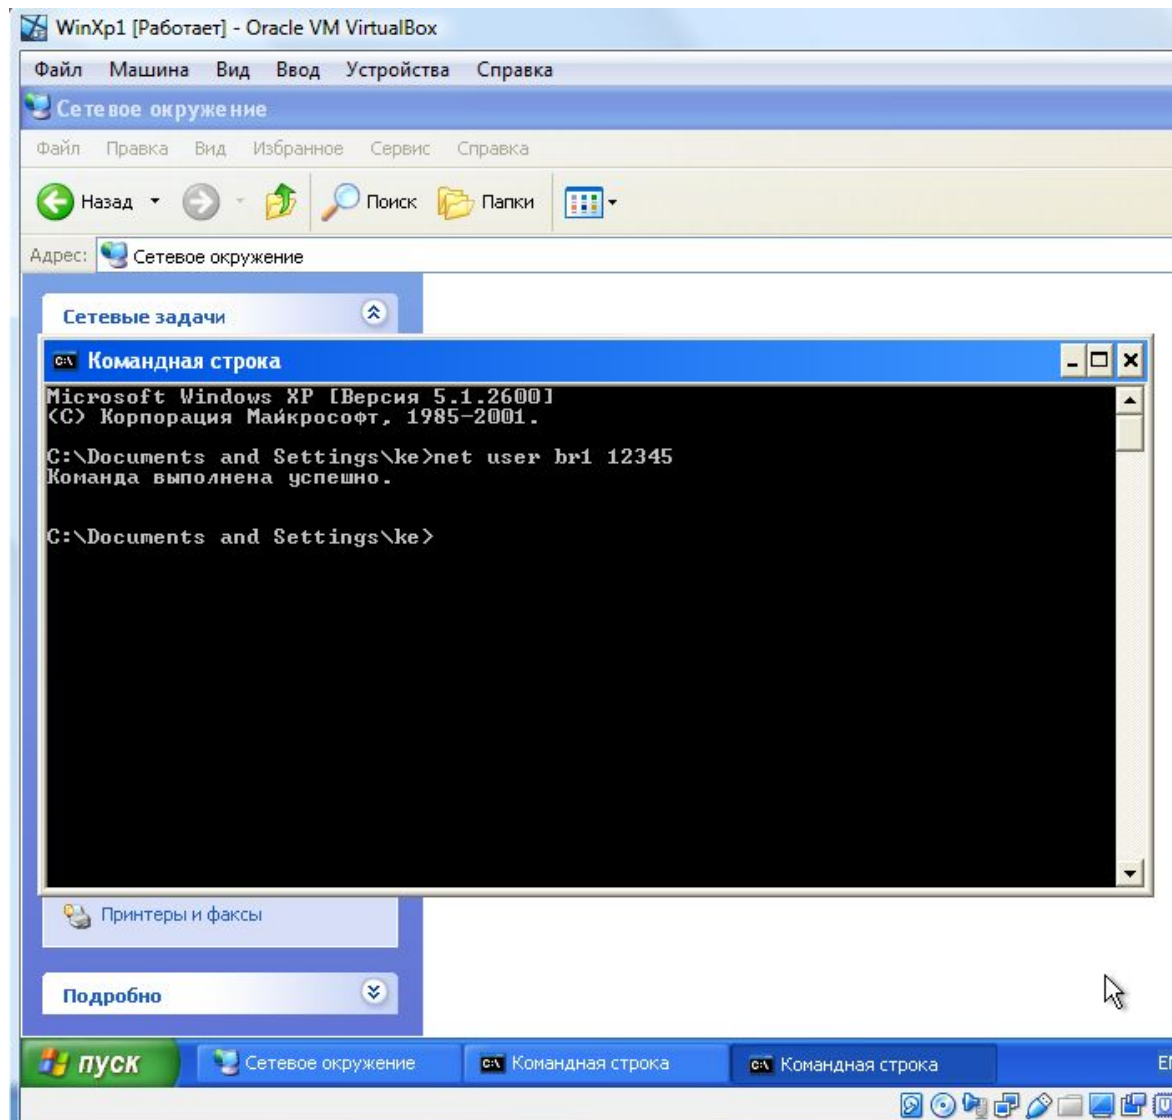 WinXp1 [Работает] - Oracle VM VirtualBox
Файл Машина Вид Ввод Устройства Справка
Сетевое окружение
Файл Правка Вид Избранное Сервис Справка
Назад Поиск Папки
Адрес: Сетевое окружение
Сетевые задачи
Командная строка
Microsoft Windows XP [Версия 5.1.2600]
(C) Корпорация Майкрософт, 1985-2001.
C:\Documents and Settings\ke>net user br1 12345
Команда выполнена успешно.
C:\Documents and Settings\ke>
Принтеры и факсы
Подробно
пуск Сетевое окружение Командная строка Командная строка